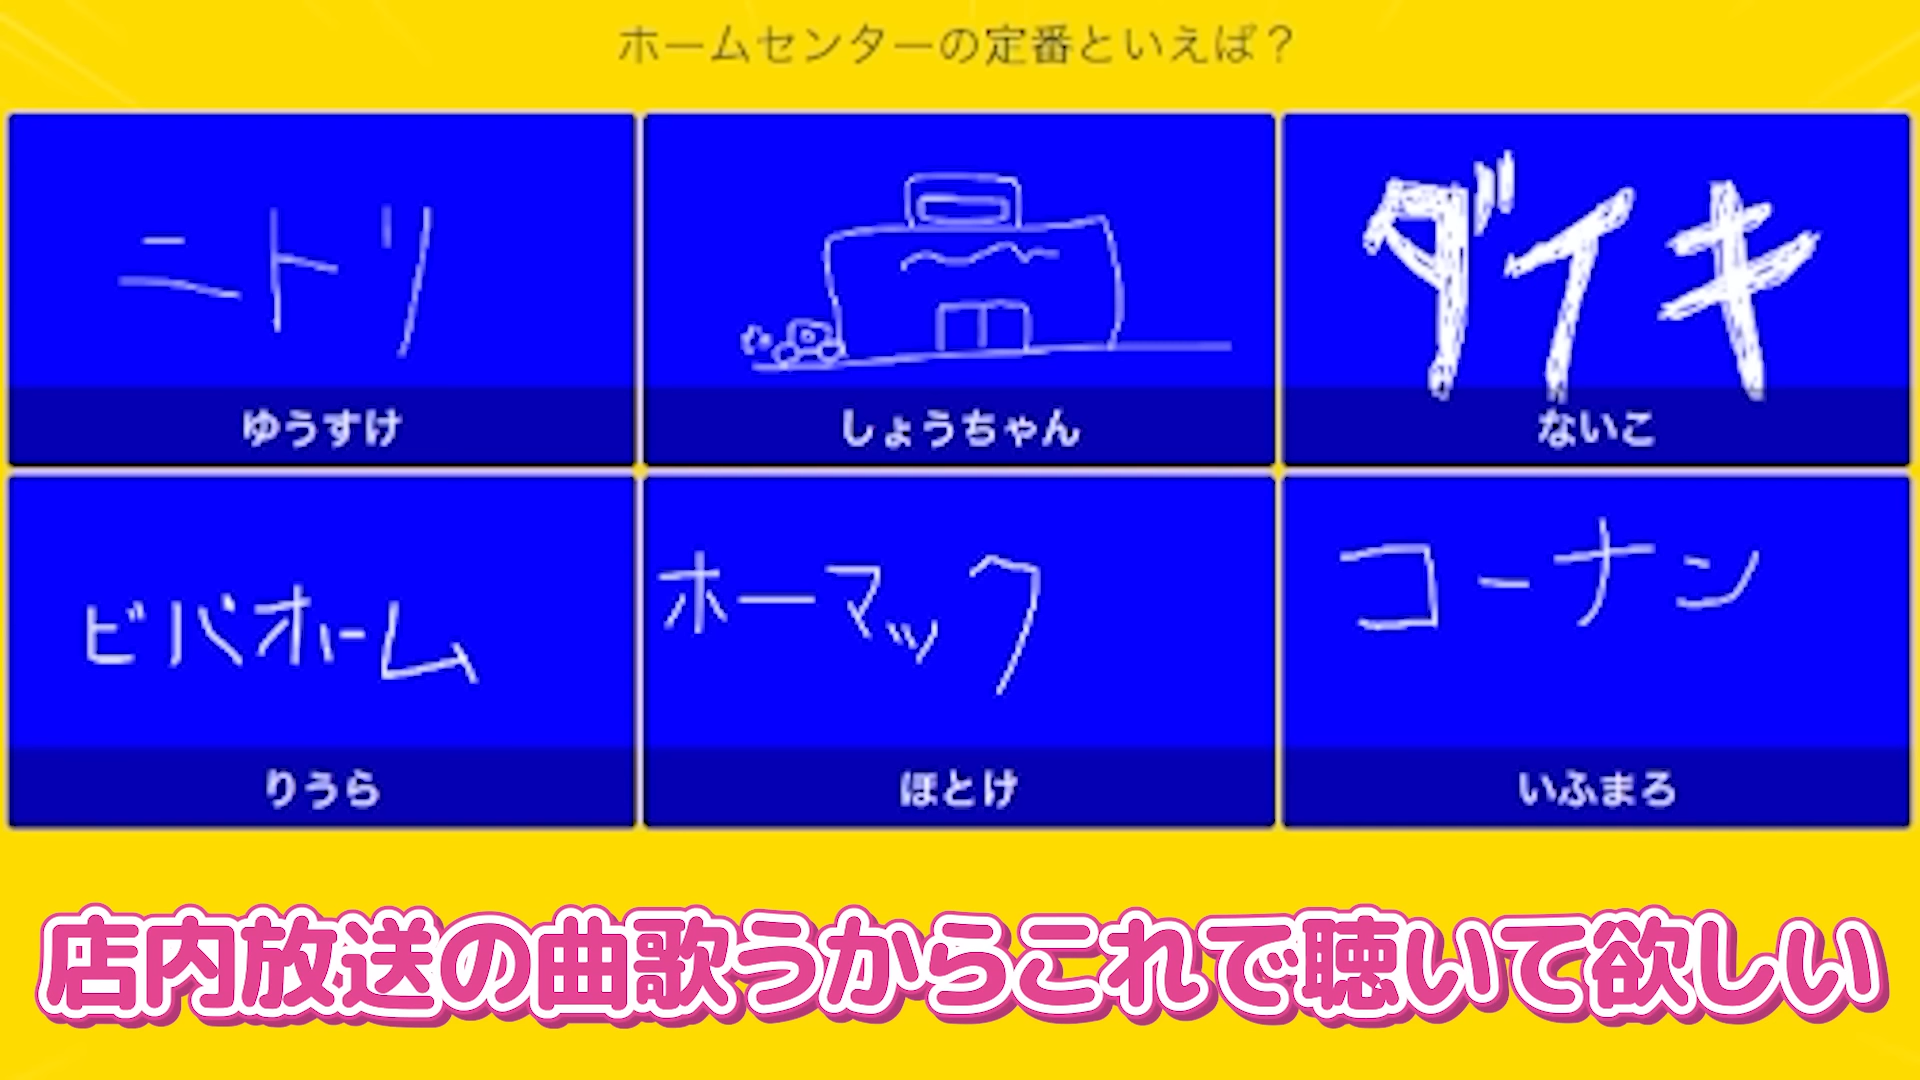 ホームセンターの定番といえば？
ニトリ
ダイキ
ゆうすけ
しょうちゃん
ないこ
ビバホーム
ホーマック
コーナン
りうら
ほとけ
いふまろ
店内放送の曲歌うからこれで聴いて欲しい